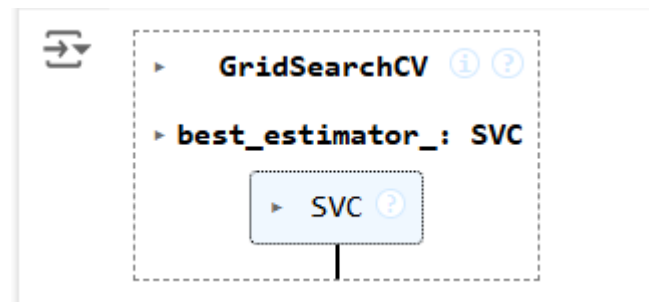 GridSearchCV i ?
best_estimator_: SVC
SVC ?